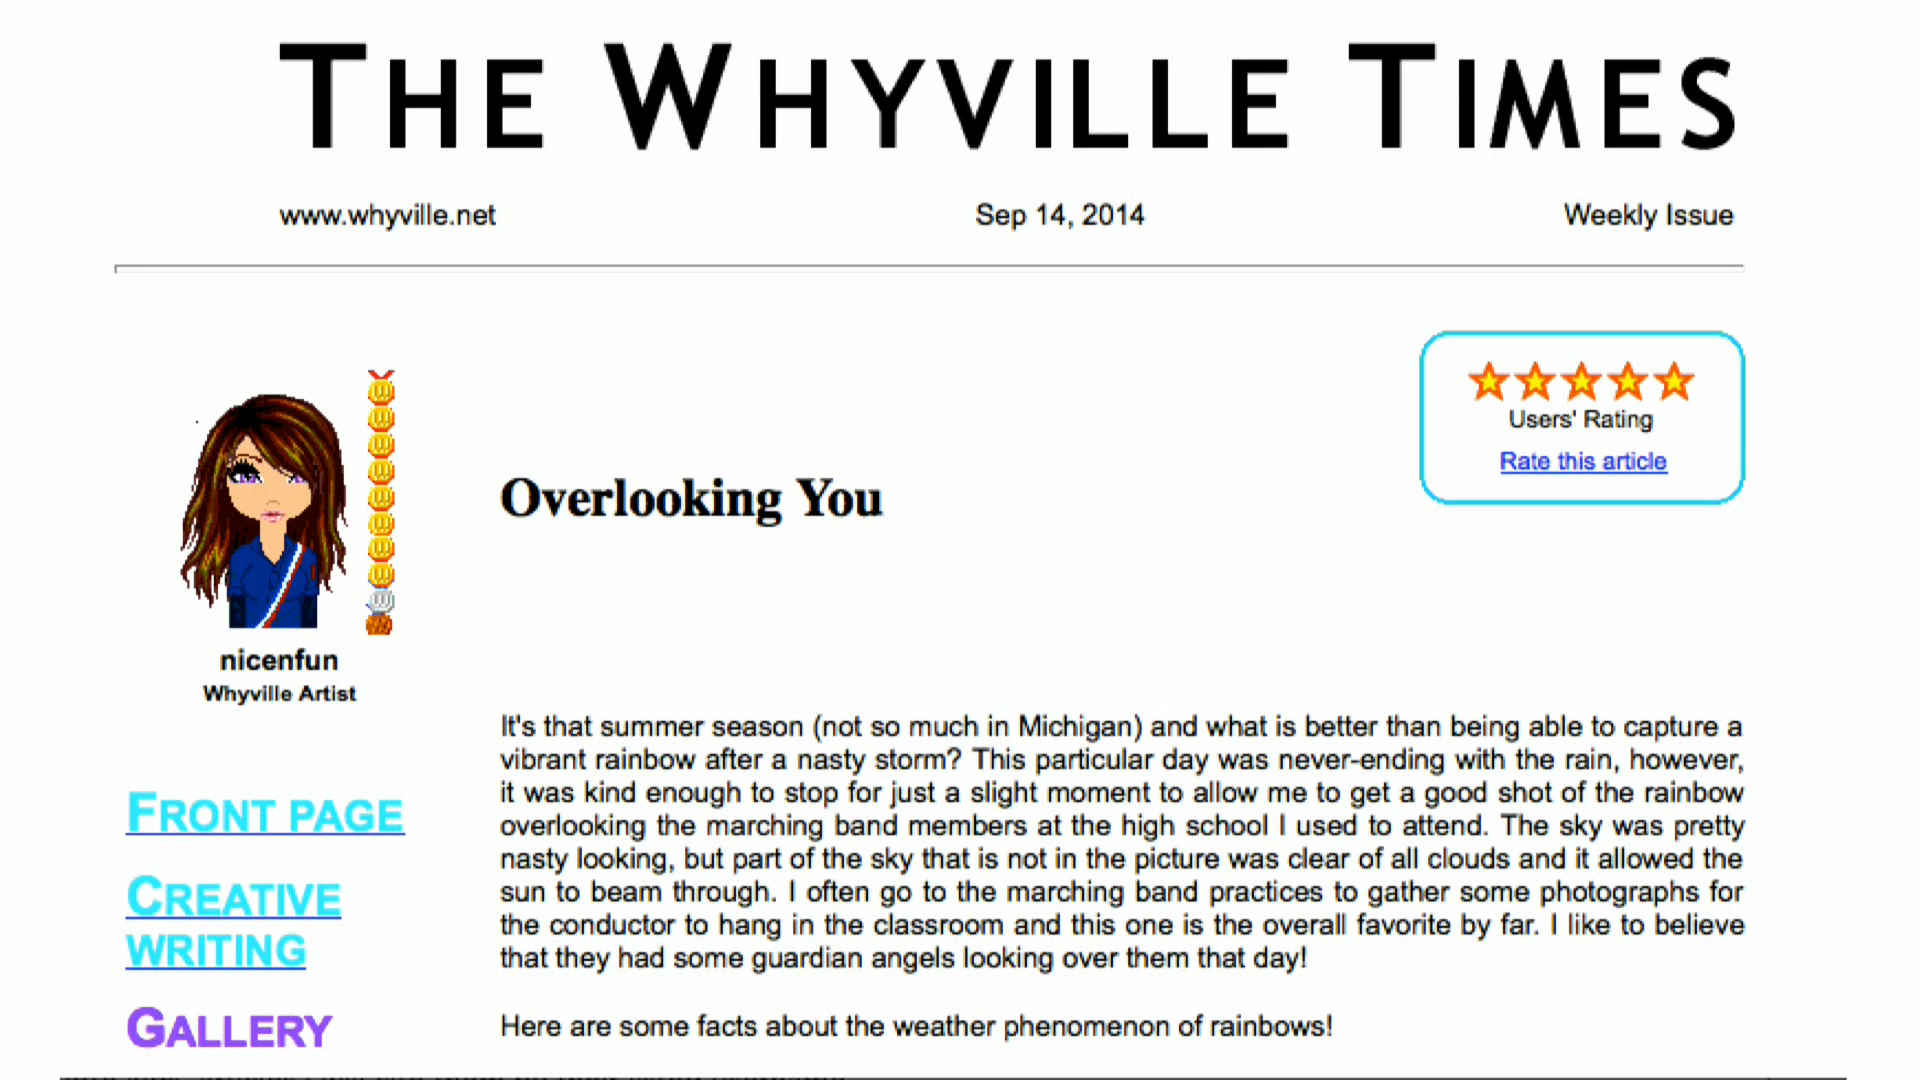 THE WHYVILLE TIMES
www.whyville.net Sep 14, 2014 Weekly Issue
Users' Rating
Rate this article
Overlooking You
nicenfun
Whyville Artist
It's that summer season (not so much in Michigan) and what is better than being able to capture a
vibrant rainbow after a nasty storm? This particular day was never-ending with the rain, however,
it was kind enough to stop for just a slight moment to allow me to get a good shot of the rainbow
overlooking the marching band members at the high school I used to attend. The sky was pretty
nasty looking, but part of the sky that is not in the picture was clear of all clouds and it allowed the
sun to beam through. I often go to the marching band practices to gather some photographs for
the conductor to hang in the classroom and this one is the overall favorite by far. I like to believe
that they had some guardian angels looking over them that day!
Here are some facts about the weather phenomenon of rainbows!
FRONT PAGE
CREATIVE
WRITING
GALLERY